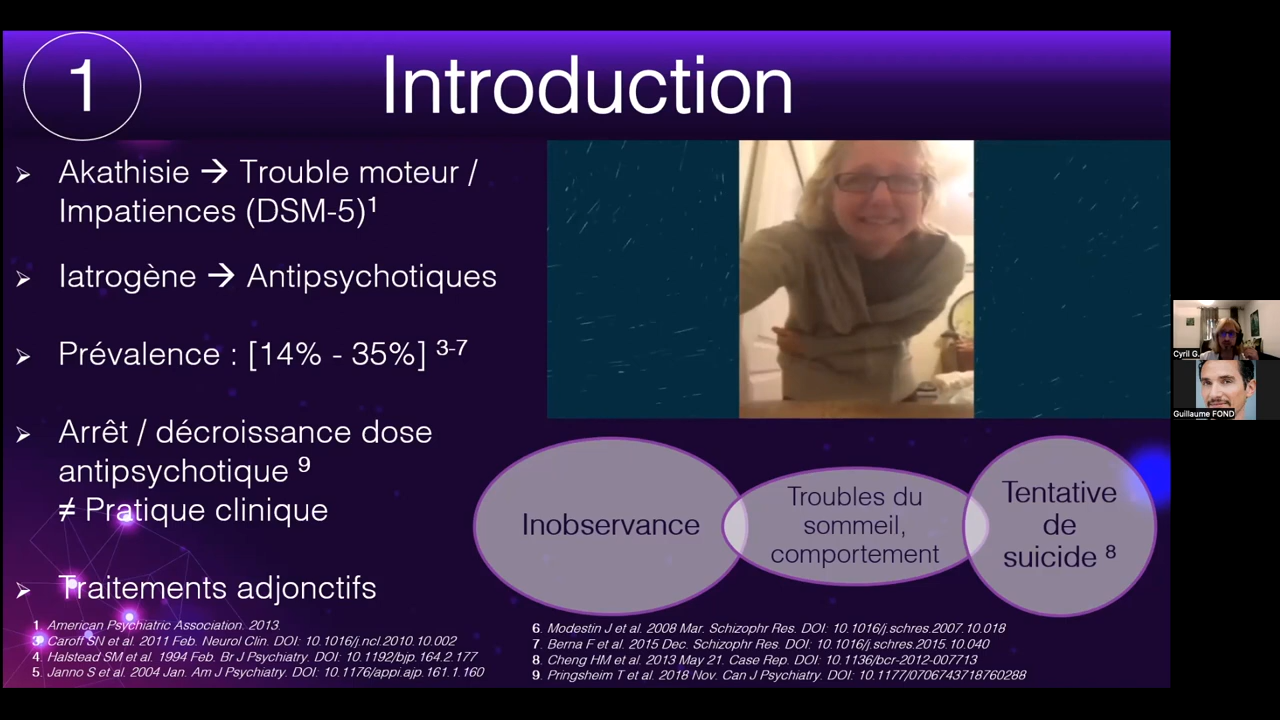 1
Introduction
➢ Akathisie → Trouble moteur /
Impatiences (DSM-5)¹
➢ Iatrogène → Antipsychotiques
➢ Prévalence : [14% - 35%] ³⁻⁷
➢ Arrêt / décroissance dose
antipsychotique ⁹
≠ Pratique clinique
➢ Traitements adjonctifs
Inobservance
Troubles du
sommeil,
comportement
Tentative
de
suicide ⁸
1. American Psychiatric Association. 2013.
3. Caroff SN et al. 2011 Feb. Neurol Clin. DOI: 10.1016/j.ncl.2010.10.002
4. Halstead SM et al. 1994 Feb. Br J Psychiatry. DOI: 10.1192/bjp.164.2.177
5. Janno S et al. 2004 Jan. Am J Psychiatry. DOI: 10.1176/appi.ajp.161.1.160
6. Modestin J et al. 2008 Mar. Schizophr Res. DOI: 10.1016/j.schres.2007.10.018
7. Berna F et al. 2015 Dec. Schizophr Res. DOI: 10.1016/j.schres.2015.10.040
8. Cheng HM et al. 2013 May 21. Case Rep. DOI: 10.1136/bcr-2012-007713
9. Pringsheim T et al. 2018 Nov. Can J Psychiatry. DOI: 10.1177/0706743718760288
Cyril G.
Guillaume FOND